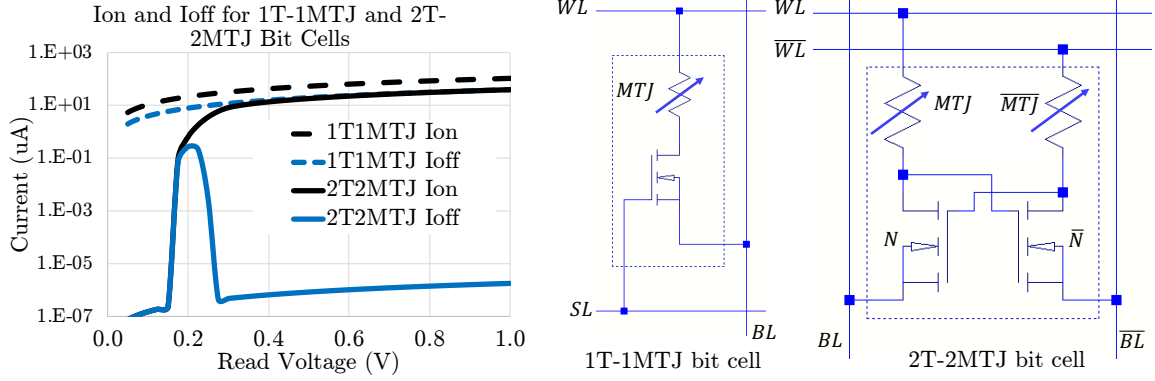 Ion and Ioff for 1T-1MTJ and 2T-
2MTJ Bit Cells
Current (uA)
1.E+03
1.E+01
1.E-01
1.E-03
1.E-05
1.E-07
1T1MTJ Ion
1T1MTJ Ioff
2T2MTJ Ion
2T2MTJ Ioff
0.0 0.2 0.4 0.6 0.8 1.0
Read Voltage (V)
WL
MTJ
SL
BL
1T-1MTJ bit cell
WL
W̅L̅
MTJ
M̅T̅J̅
N
N̅
BL
B̅L̅
2T-2MTJ bit cell